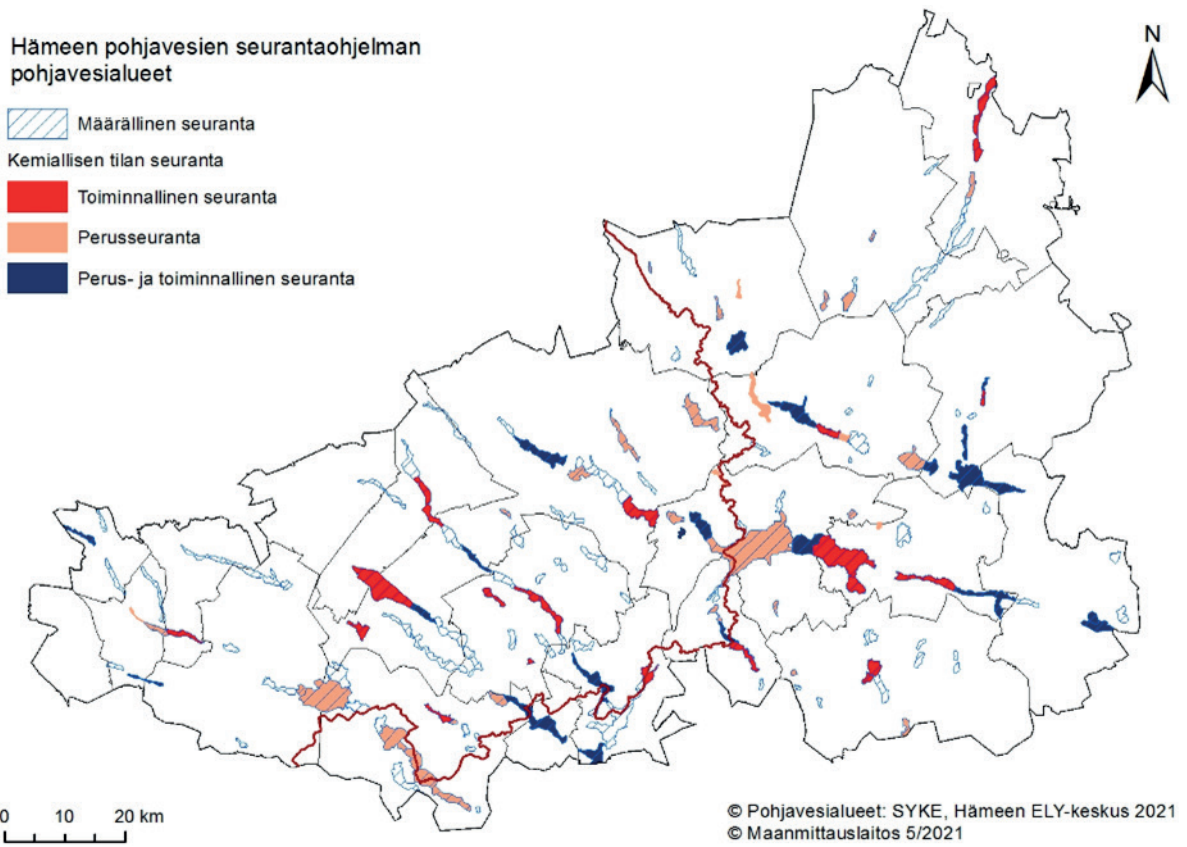 Hämeen pohjavesien seurantaohjelman
pohjavesialueet
Määrällinen seuranta
Kemiallisen tilan seuranta
Toiminnallinen seuranta
Perusseuranta
Perus- ja toiminnallinen seuranta
N
0 10 20 km
© Pohjavesialueet: SYKE, Hämeen ELY-keskus 2021
© Maanmittauslaitos 5/2021